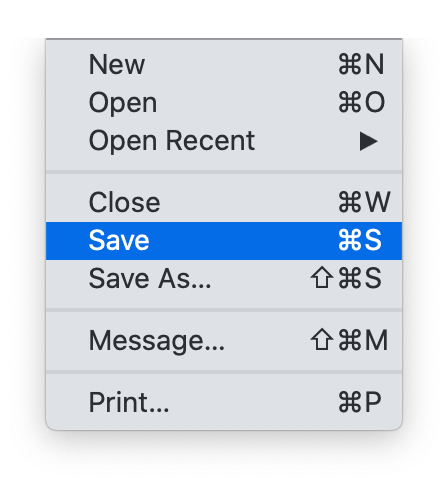 New ⌘N
Open ⌘O
Open Recent ▶
Close ⌘W
Save ⌘S
Save As... ⇧⌘S
Message... ⇧⌘M
Print... ⌘P